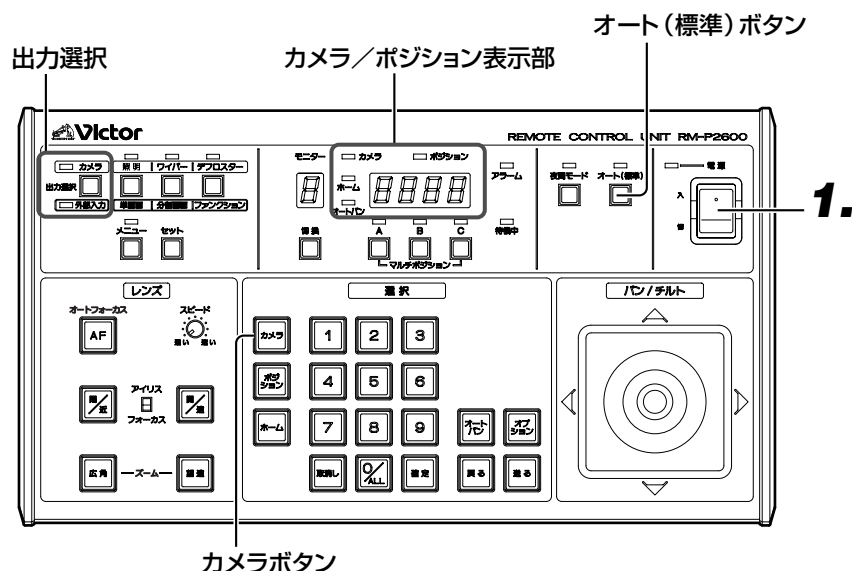 オート（標準）ボタン
出力選択
カメラ／ポジション表示部
Victor
REMOTE CONTROL UNIT RM-P2600
カメラ
照明
ワイパー
デフロスター
出力選択
外部入力
単画面
分割画面
ファンクション
メニュー
セット
モニター
カメラ
ポジション
ホーム
オートパン
8
8888
アラーム
切換
A
B
C
待機中
マルチポジション
夜間モード
オート(標準)
電源
入
切
1.
レンズ
オートフォーカス
スピード
AF
遅い
速い
アイリス
フォーカス
開/近
閉/遠
広角
ズーム
望遠
選択
カメラ
1
2
3
ポジション
4
5
6
ホーム
7
8
9
オートパン
オプション
取消し
0/ALL
確定
戻る
送る
パン/チルト
カメラボタン